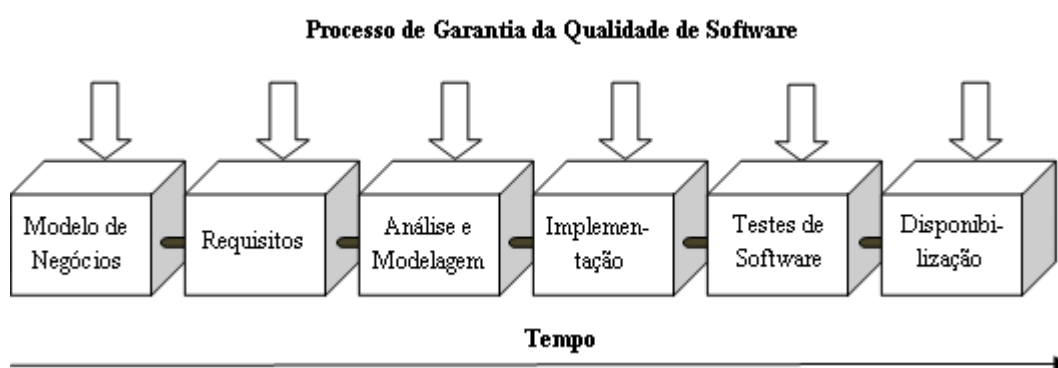 Processo de Garantia da Qualidade de Software
Modelo de
Negócios
Requisitos
Análise e
Modelagem
Implemen-
tação
Testes de
Software
Disponibi-
lização
Tempo